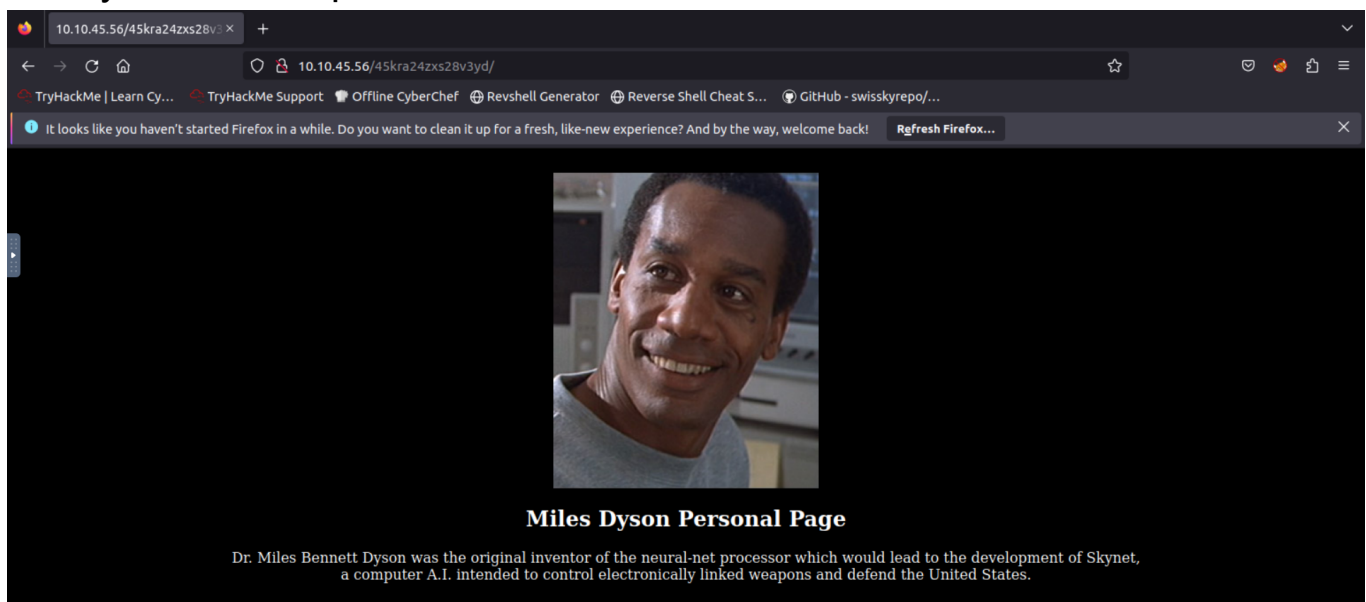 10.10.45.56/45kra24zxs28v3
10.10.45.56/45kra24zxs28v3yd/
TryHackMe | Learn Cy... TryHackMe Support Offline CyberChef Revshell Generator Reverse Shell Cheat S... GitHub - swisskyrepo/...
It looks like you haven't started Firefox in a while. Do you want to clean it up for a fresh, like-new experience? And by the way, welcome back! Refresh Firefox...
Miles Dyson Personal Page
Dr. Miles Bennett Dyson was the original inventor of the neural-net processor which would lead to the development of Skynet,
a computer A.I. intended to control electronically linked weapons and defend the United States.